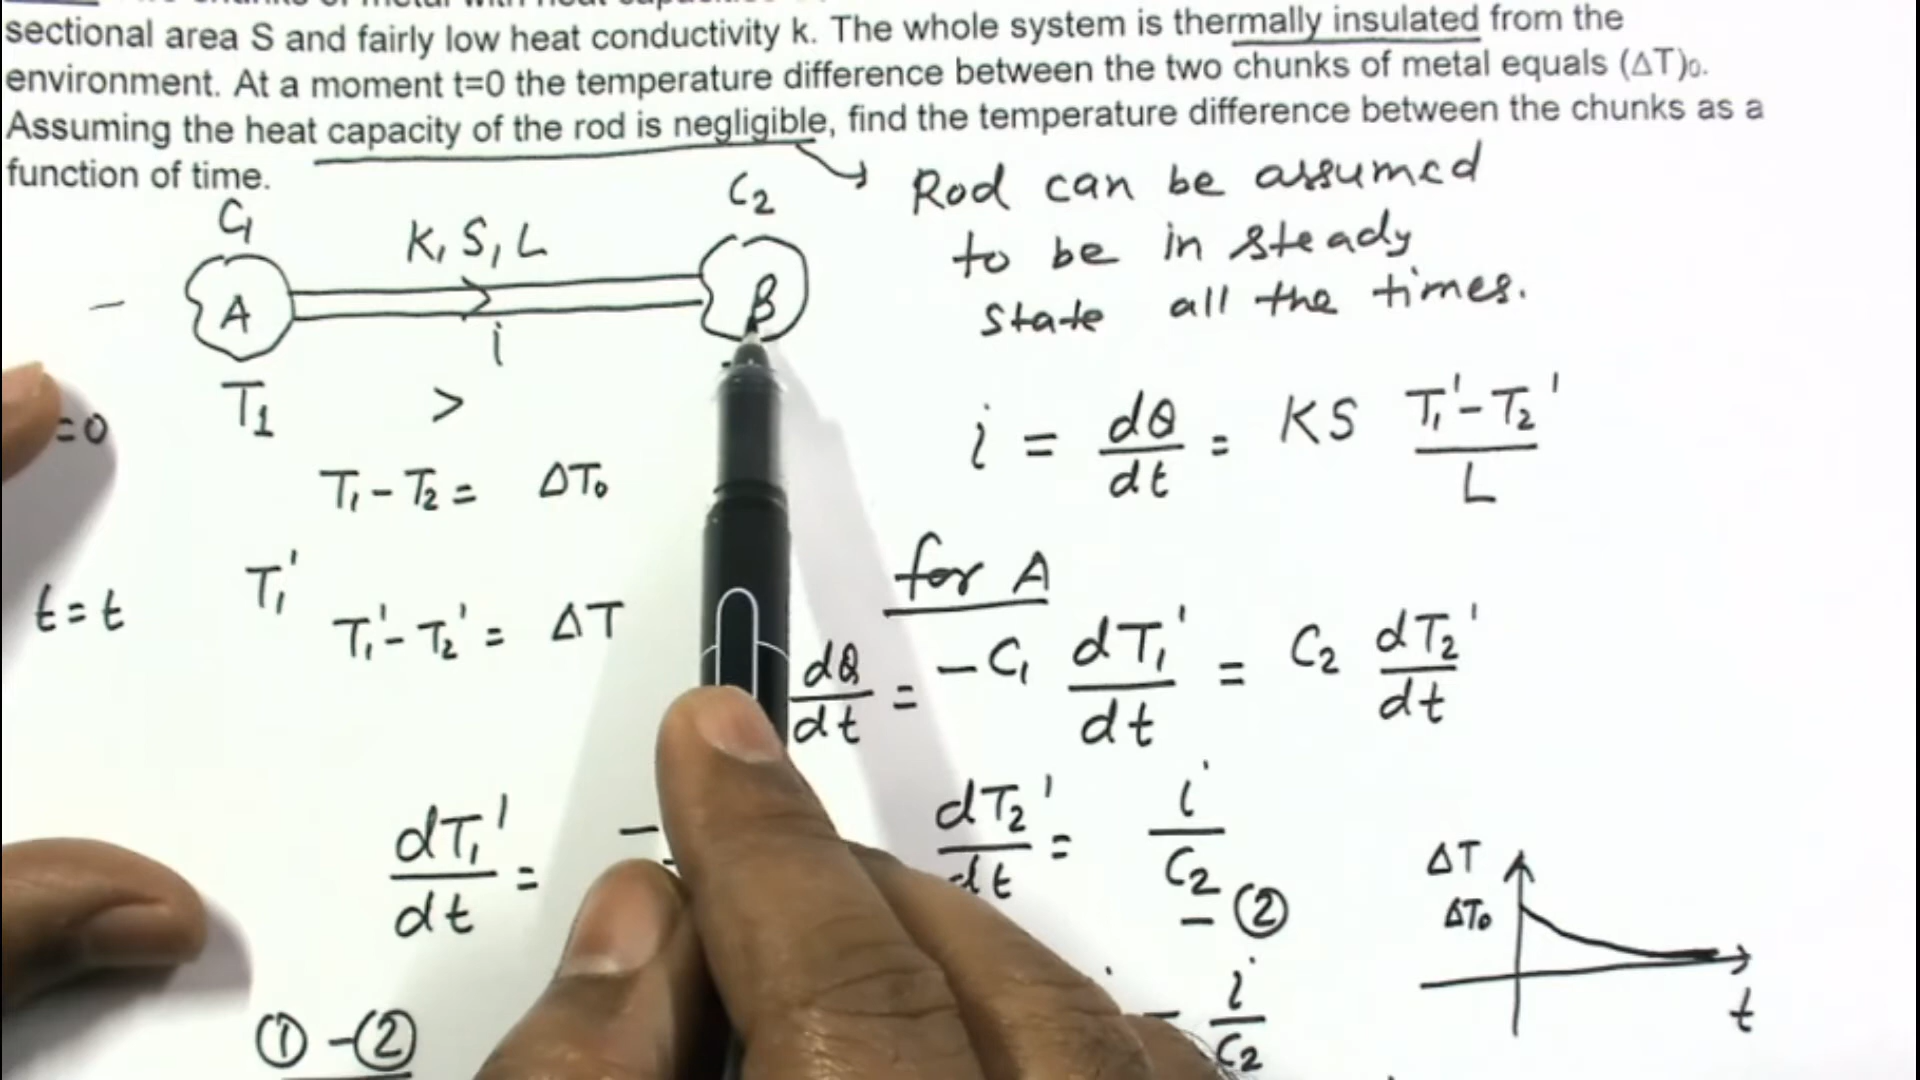 sectional area S and fairly low heat conductivity k. The whole system is thermally insulated from the
environment. At a moment t=0 the temperature difference between the two chunks of metal equals (ΔT)₀.
Assuming the heat capacity of the rod is negligible, find the temperature difference between the chunks as a
function of time.
Rod can be assumed
to be in steady
state all the times.
C₁
K, S, L
C₂
A
B
i
T₁ >
=0
T₁ - T₂ = ΔT₀
i = dQ/dt = KS (T₁' - T₂')/L
t=t
T₁'
T₁' - T₂' = ΔT
for A
dQ/dt = -C₁ dT₁'/dt = C₂ dT₂'/dt
dT₁'/dt = -
dT₂'/dt = i/C₂ - ②
ΔT
ΔT₀
t
① - ②
- i/C₂